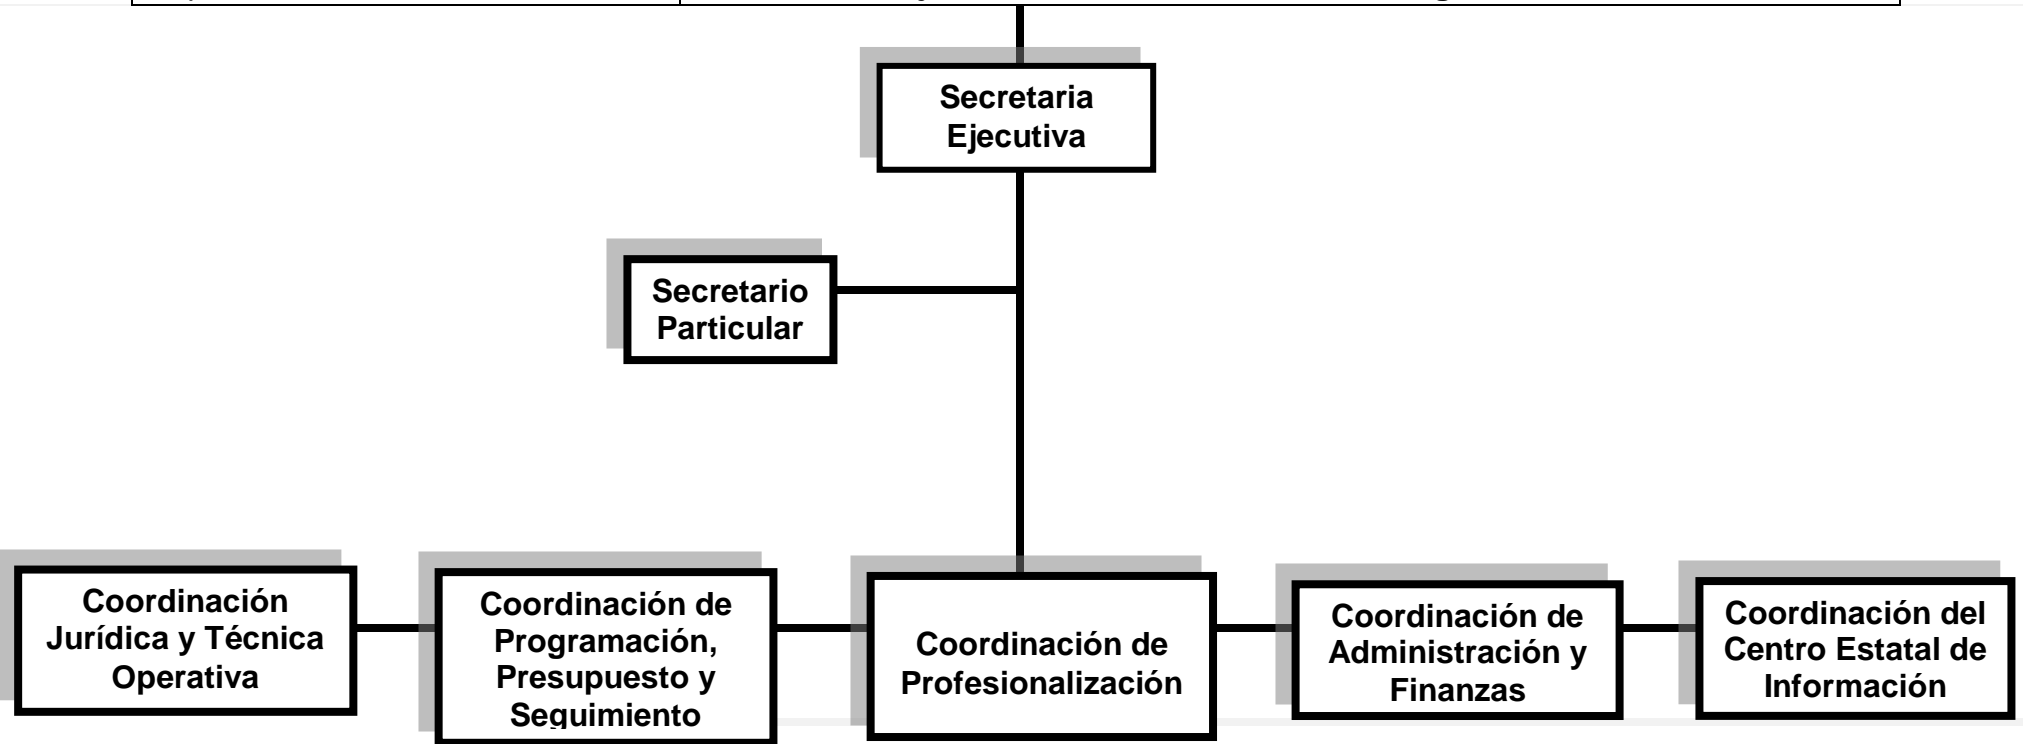 Secretaria
Ejecutiva
Secretario
Particular
Coordinación
Jurídica y Técnica
Operativa
Coordinación de
Programación,
Presupuesto y
Seguimiento
Coordinación de
Profesionalización
Coordinación de
Administración y
Finanzas
Coordinación del
Centro Estatal de
Información